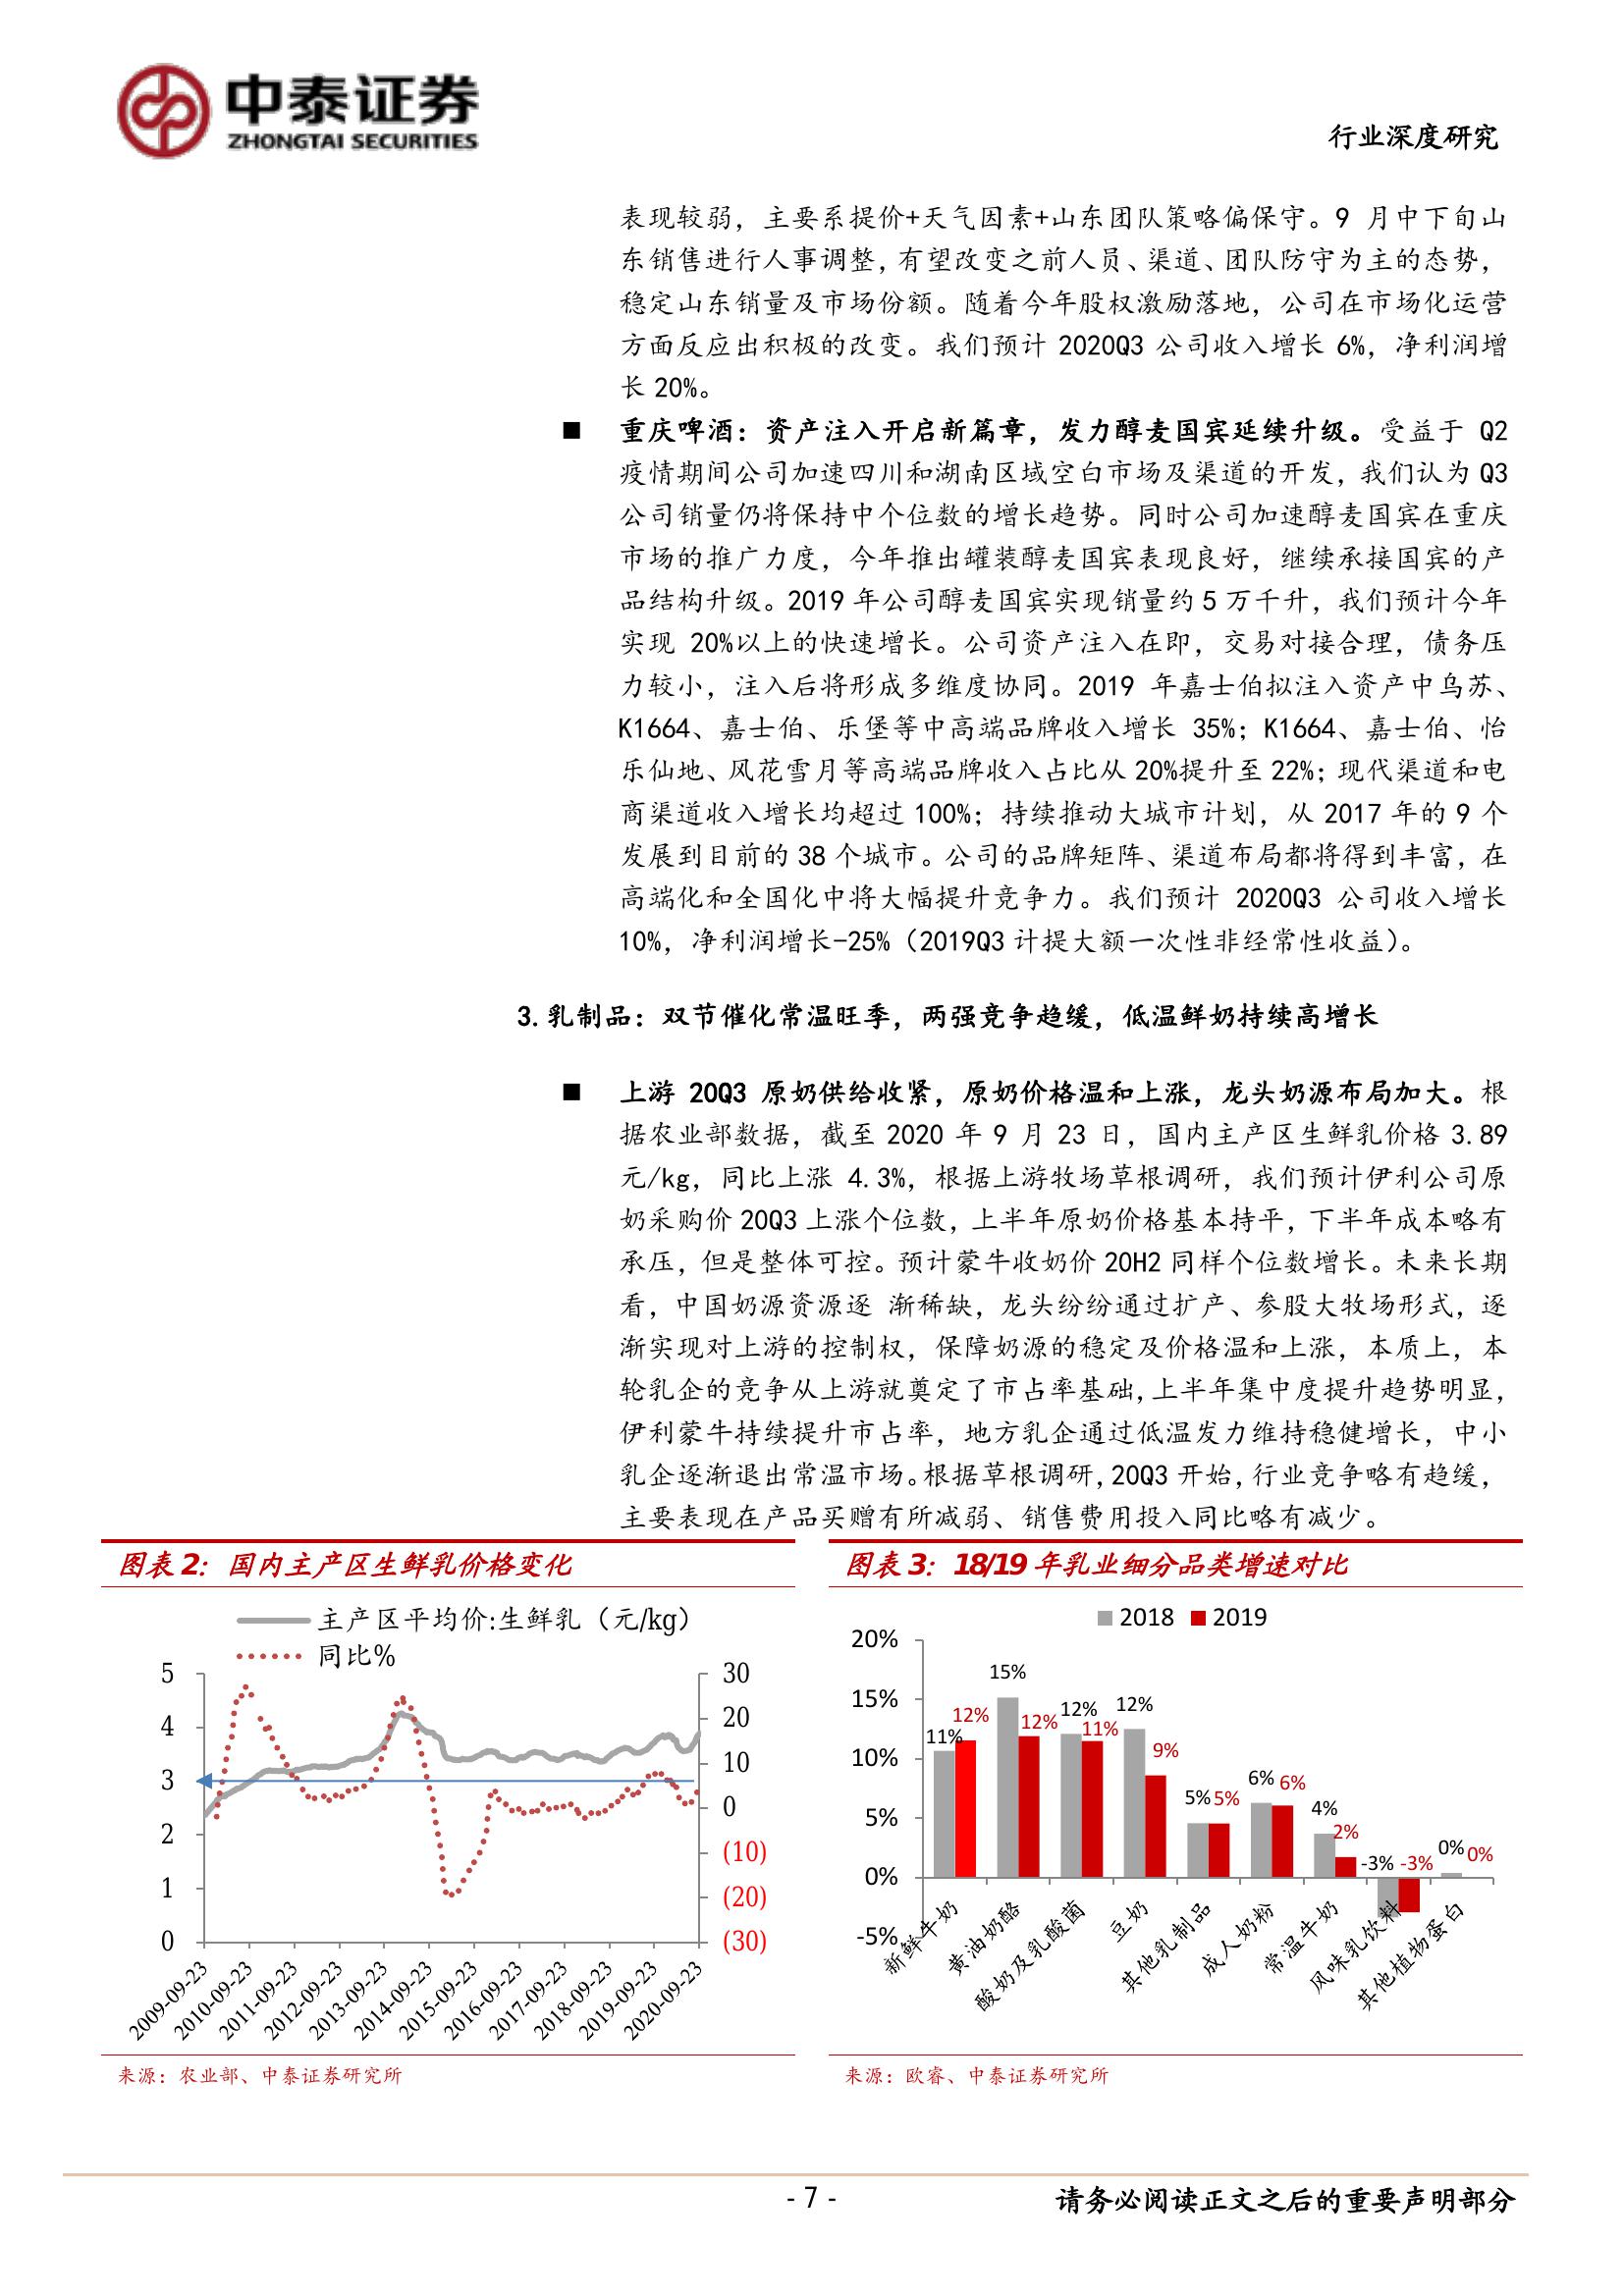 中泰证券
ZHONGTAI SECURITIES
行业深度研究
表现较弱，主要系提价+天气因素+山东团队策略偏保守。9 月中下旬山
东销售进行人事调整，有望改变之前人员、渠道、团队防守为主的态势，
稳定山东销量及市场份额。随着今年股权激励落地，公司在市场化运营
方面反应出积极的改变。我们预计 2020Q3 公司收入增长 6%，净利润增
长 20%。
■ 重庆啤酒：资产注入开启新篇章，发力醇麦国宾延续升级。受益于 Q2
疫情期间公司加速四川和湖南区域空白市场及渠道的开发，我们认为 Q3
公司销量仍将保持中个位数的增长趋势。同时公司加速醇麦国宾在重庆
市场的推广力度，今年推出罐装醇麦国宾表现良好，继续承接国宾的产
品结构升级。2019 年公司醇麦国宾实现销量约 5 万千升，我们预计今年
实现 20%以上的快速增长。公司资产注入在即，交易对接合理，债务压
力较小，注入后将形成多维度协同。2019 年嘉士伯拟注入资产中乌苏、
K1664、嘉士伯、乐堡等中高端品牌收入增长 35%；K1664、嘉士伯、怡
乐仙地、风花雪月等高端品牌收入占比从 20%提升至 22%；现代渠道和电
商渠道收入增长均超过 100%；持续推动大城市计划，从 2017 年的 9 个
发展到目前的 38 个城市。公司的品牌矩阵、渠道布局都将得到丰富，在
高端化和全国化中将大幅提升竞争力。我们预计 2020Q3 公司收入增长
10%，净利润增长-25%（2019Q3 计提大额一次性非经常性收益）。
3.乳制品：双节催化常温旺季，两强竞争趋缓，低温鲜奶持续高增长
■ 上游 20Q3 原奶供给收紧，原奶价格温和上涨，龙头奶源布局加大。根
据农业部数据，截至 2020 年 9 月 23 日，国内主产区生鲜乳价格 3.89
元/kg，同比上涨 4.3%，根据上游牧场草根调研，我们预计伊利公司原
奶采购价 20Q3 上涨个位数，上半年原奶价格基本持平，下半年成本略有
承压，但是整体可控。预计蒙牛收奶价 20H2 同样个位数增长。未来长期
看，中国奶源资源逐 渐稀缺，龙头纷纷通过扩产、参股大牧场形式，逐
渐实现对上游的控制权，保障奶源的稳定及价格温和上涨，本质上，本
轮乳企的竞争从上游就奠定了市占率基础，上半年集中度提升趋势明显，
伊利蒙牛持续提升市占率，地方乳企通过低温发力维持稳健增长，中小
乳企逐渐退出常温市场。根据草根调研，20Q3 开始，行业竞争略有趋缓，
主要表现在产品买赠有所减弱、销售费用投入同比略有减少。
图表 2：国内主产区生鲜乳价格变化
主产区平均价:生鲜乳（元/kg）
同比%
5
4
3
2
1
0
30
20
10
0
(10)
(20)
(30)
2009-09-23
2010-09-23
2011-09-23
2012-09-23
2013-09-23
2014-09-23
2015-09-23
2016-09-23
2017-09-23
2018-09-23
2019-09-23
2020-09-23
来源：农业部、中泰证券研究所
图表 3：18/19 年乳业细分品类增速对比
2018 2019
20%
15%
10%
5%
0%
-5%
11% 12%
15% 12%
12% 11%
12% 9%
5% 5%
6% 6%
4% 2%
-3% -3%
0% 0%
新鲜牛奶
黄油奶酪
酸奶及乳酸菌
豆奶
其他乳制品
成人奶粉
常温牛奶
风味乳饮料
其他植物蛋白
来源：欧睿、中泰证券研究所
- 7 -
请务必阅读正文之后的重要声明部分